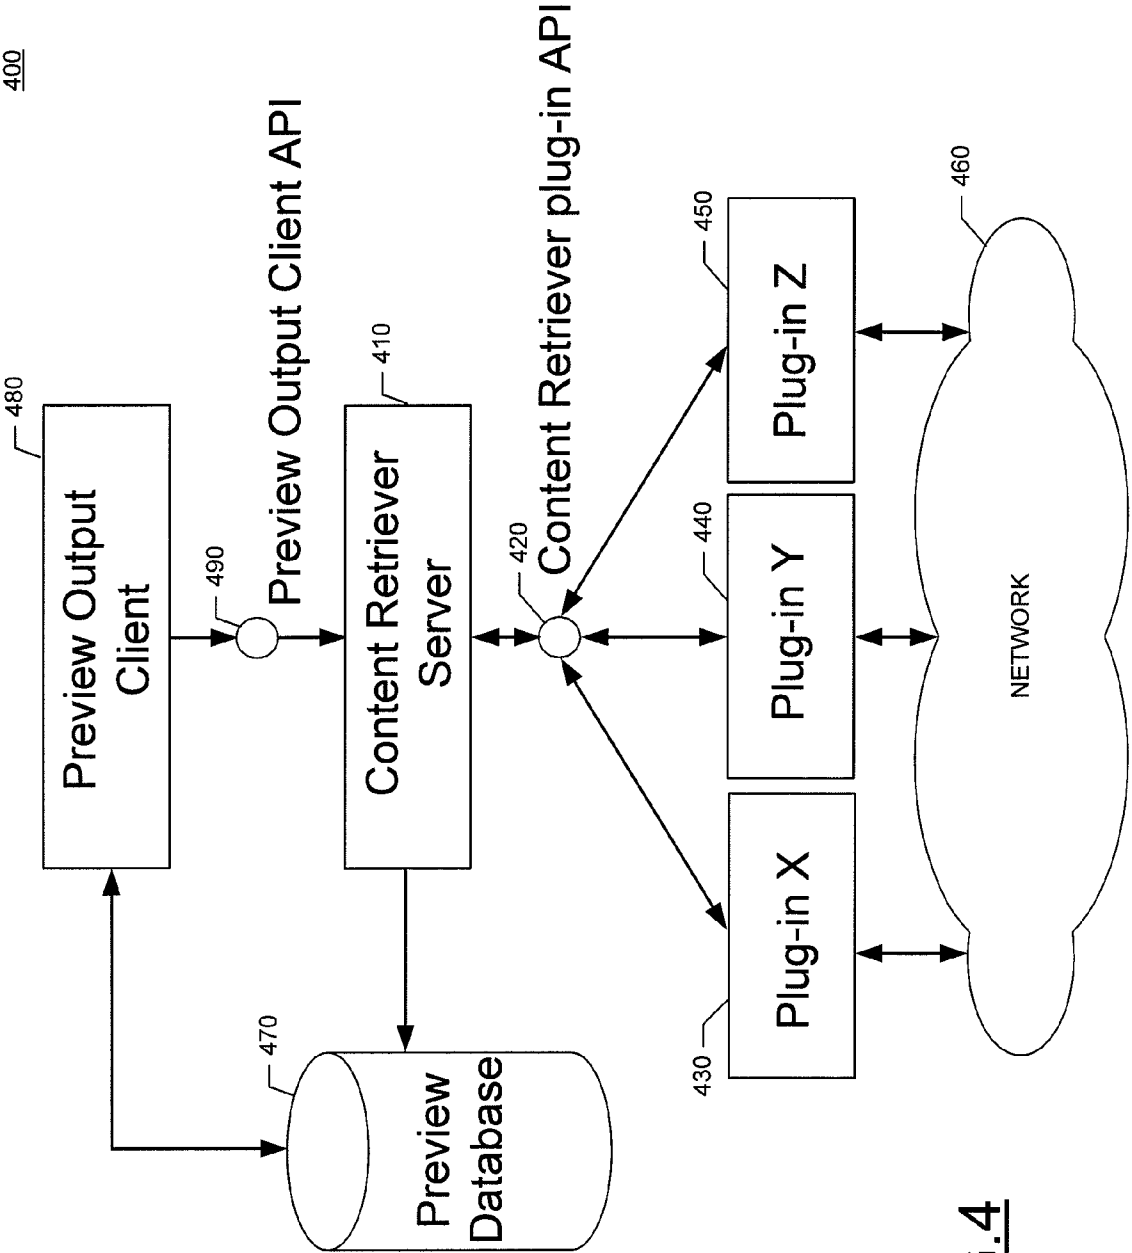 400
480
Preview Output
Client
490
Preview Output Client API
410
Content Retriever
Server
420
Content Retriever plug-in API
470
Preview
Database
430
Plug-in X
440
Plug-in Y
450
Plug-in Z
460
NETWORK
.4